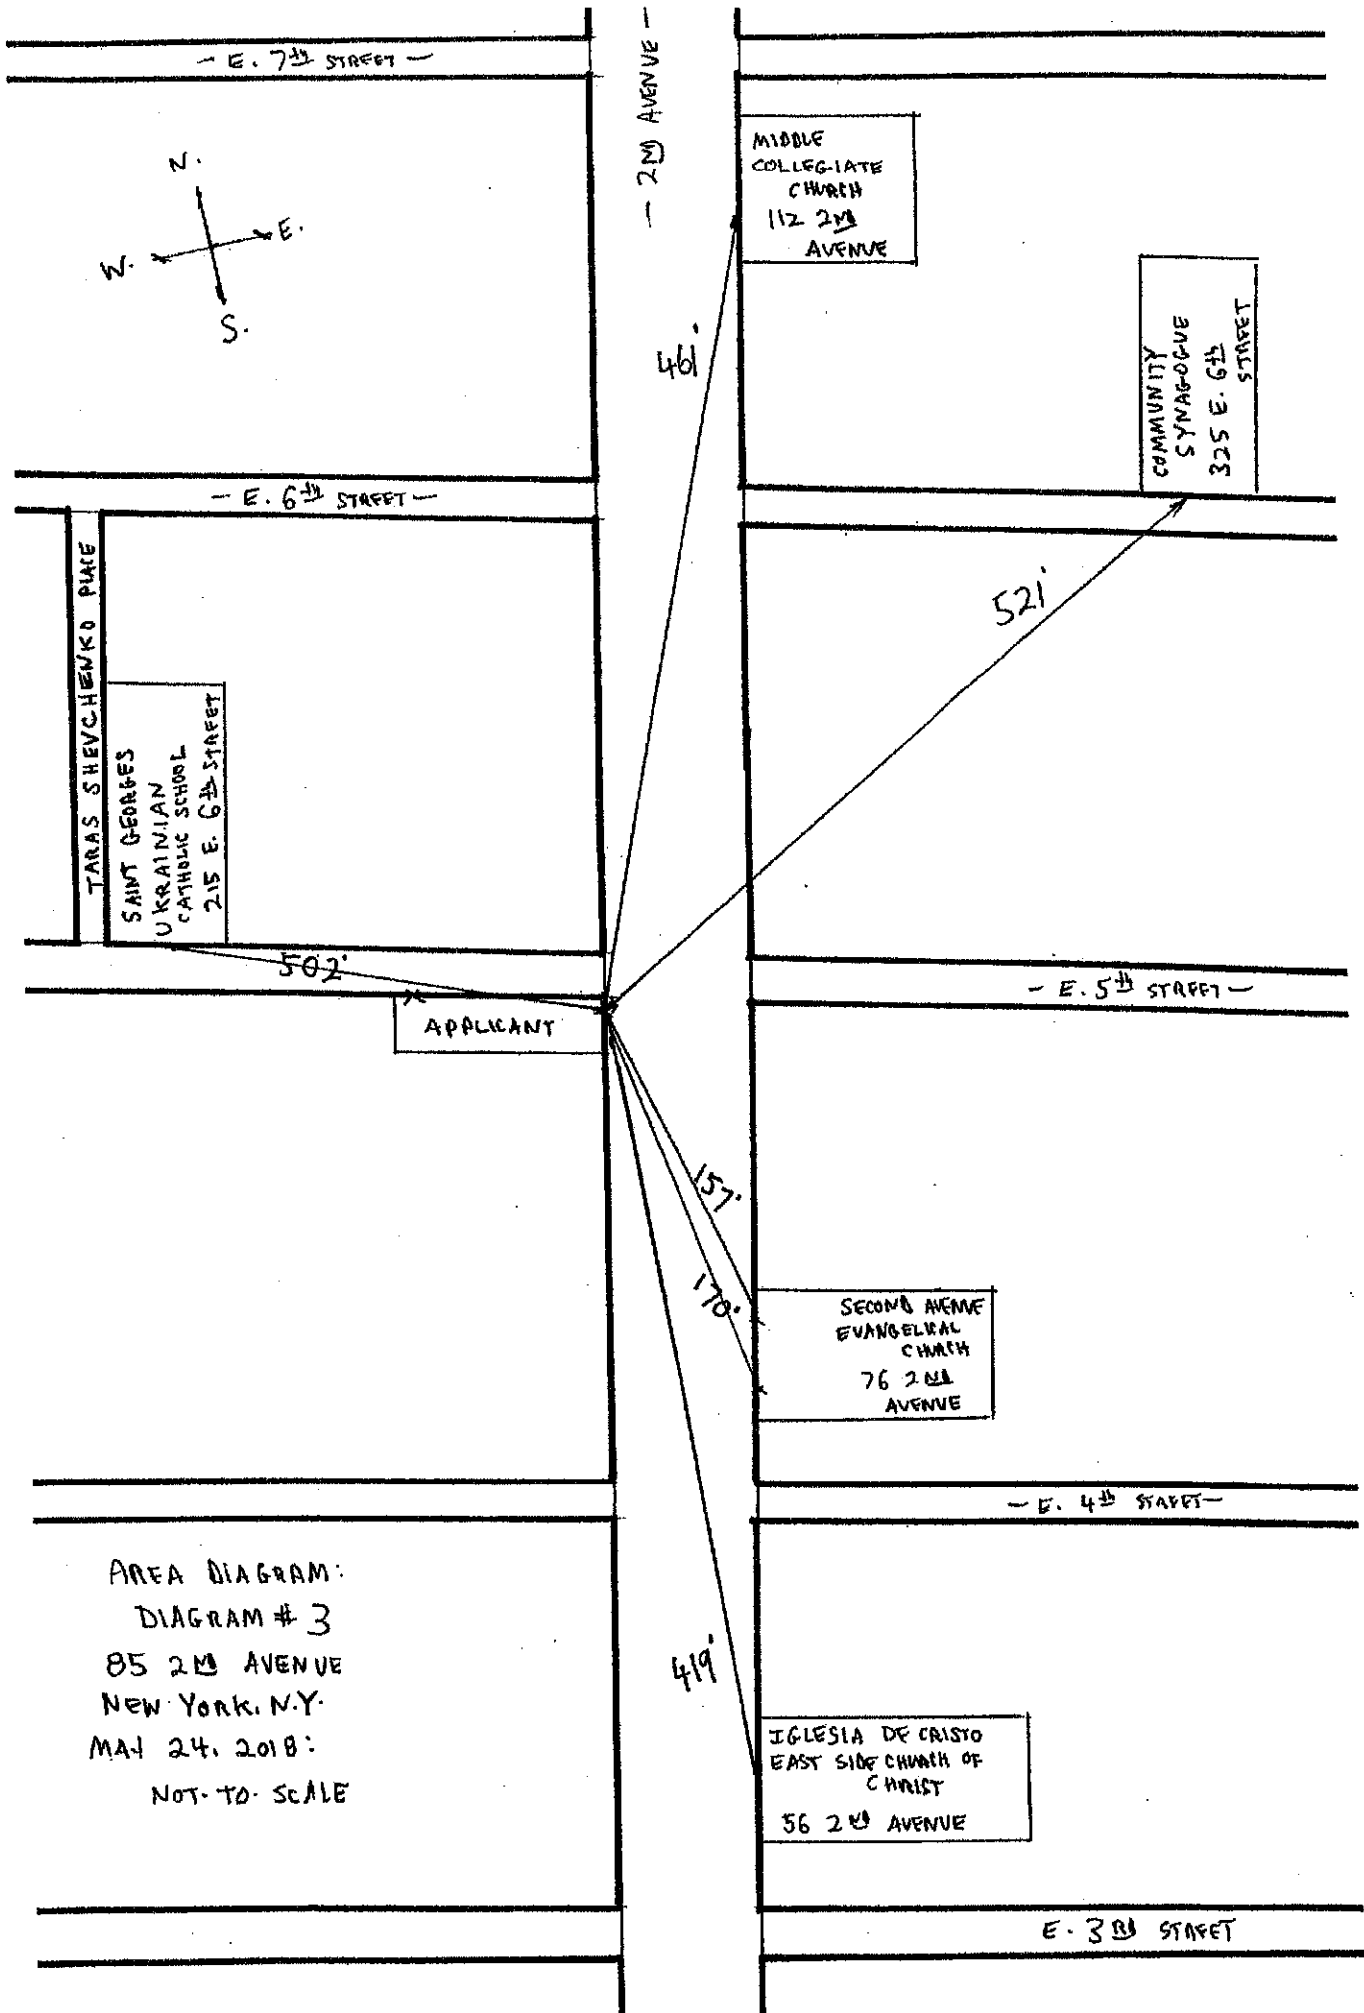 - E. 7th STREET -
- 2ND AVENUE -
N.
W.
E.
S.
MIDDLE
COLLEGIATE
CHURCH
112 2ND
AVENUE
COMMUNITY
SYNAGOGUE
325 E. 6th
STREET
461'
- E. 6th STREET -
521'
TARAS SHEVCHENKO PLACE
SAINT GEORGES
UKRAINIAN
CATHOLIC SCHOOL
215 E. 6th STREET
502'
- E. 5th STREET -
APPLICANT
157'
170'
SECOND AVENUE
EVANGELICAL
CHURCH
76 2ND
AVENUE
- E. 4th STREET -
AREA DIAGRAM:
DIAGRAM # 3
85 2ND AVENUE
NEW YORK. N.Y.
MAY 24. 2018:
NOT. TO. SCALE
419'
IGLESIA DE CRISTO
EAST SIDE CHURCH OF
CHRIST
56 2ND AVENUE
E. 3RD STREET